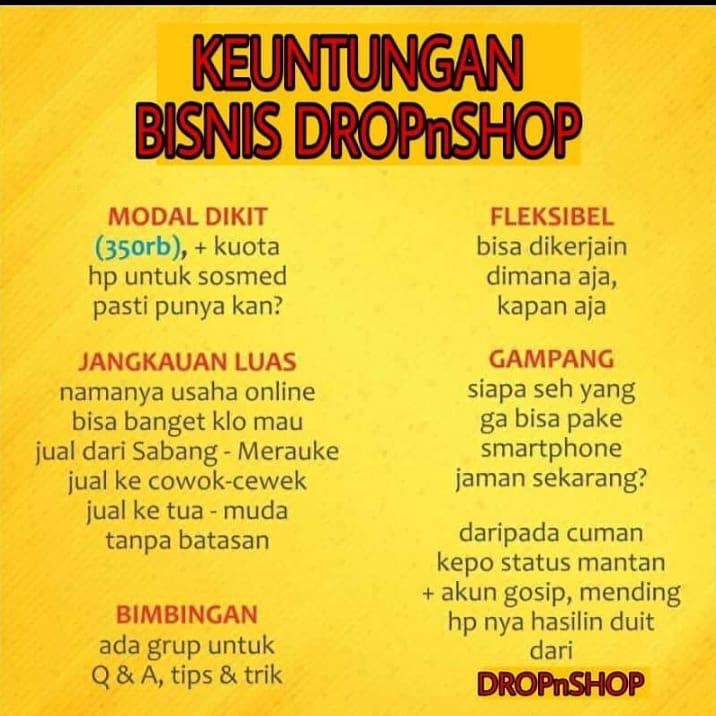 KEUNTUNGAN
BISNIS DROPnSHOP
MODAL DIKIT
(350rb), + kuota
hp untuk sosmed
pasti punya kan?
JANGKAUAN LUAS
namanya usaha online
bisa banget klo mau
jual dari Sabang - Merauke
jual ke cowok-cewek
jual ke tua - muda
tanpa batasan
BIMBINGAN
ada grup untuk
Q & A, tips & trik
FLEKSIBEL
bisa dikerjain
dimana aja,
kapan aja
GAMPANG
siapa seh yang
ga bisa pake
smartphone
jaman sekarang?
daripada cuman
kepo status mantan
+ akun gosip, mending
hp nya hasilin duit
dari
DROPnSHOP